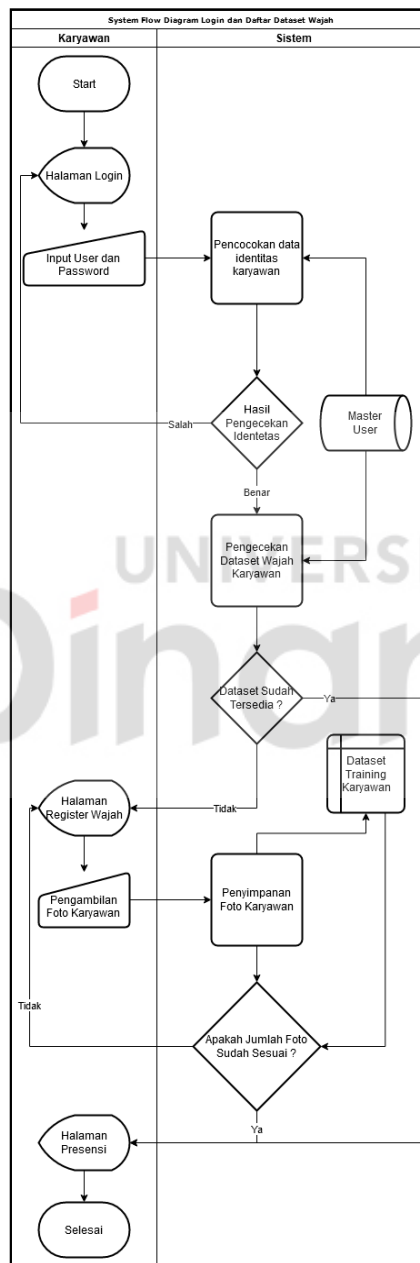 System Flow Diagram Login dan Daftar Dataset Wajah
Karyawan
Sistem
Start
Halaman Login
Input User dan
Password
Pencocokan data
identitas
karyawan
Hasil
Pengecekan
Identetas
Master
User
Salah
Benar
Pengecekan
Dataset Wajah
Karyawan
UNIVERSI
Dinam
Dataset Sudah
Tersedia ?
Ya
Tidak
Dataset
Training
Karyawan
Halaman
Register Wajah
Pengambilan
Foto Karyawan
Penyimpanan
Foto Karyawan
Apakah Jumlah Foto
Sudah Sesuai ?
Tidak
Ya
Halaman
Presensi
Selesai